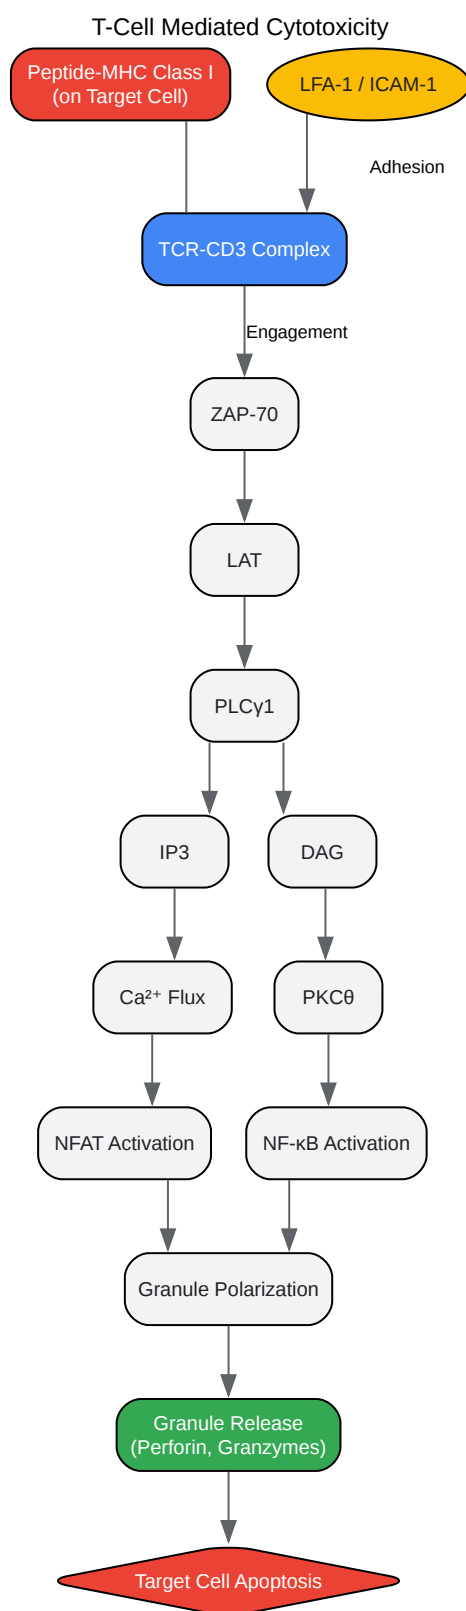 T-Cell Mediated Cytotoxicity
Peptide-MHC Class I
(on Target Cell)
LFA-1 / ICAM-1
Adhesion
TCR-CD3 Complex
Engagement
ZAP-70
LAT
PLCγ1
IP3
DAG
Ca²⁺ Flux
PKCθ
NFAT Activation
NF-κB Activation
Granule Polarization
Granule Release
(Perforin, Granzymes)
Target Cell Apoptosis